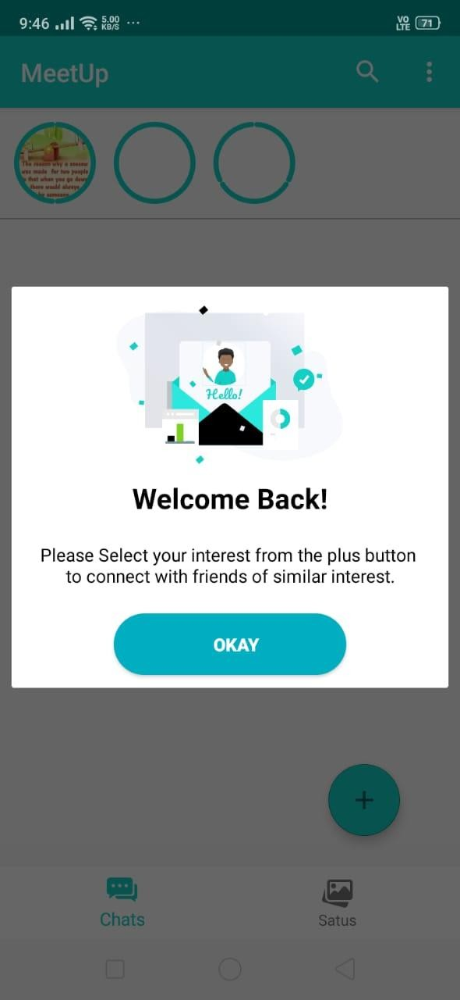 9:46 5.00 KB/S ... VO LTE 71
MeetUp
The reason why a seesaw
was made for two people
is that when you go down
there would always
be someone
Hello!
Welcome Back!
Please Select your interest from the plus button
to connect with friends of similar interest.
OKAY
+
Chats
Satus